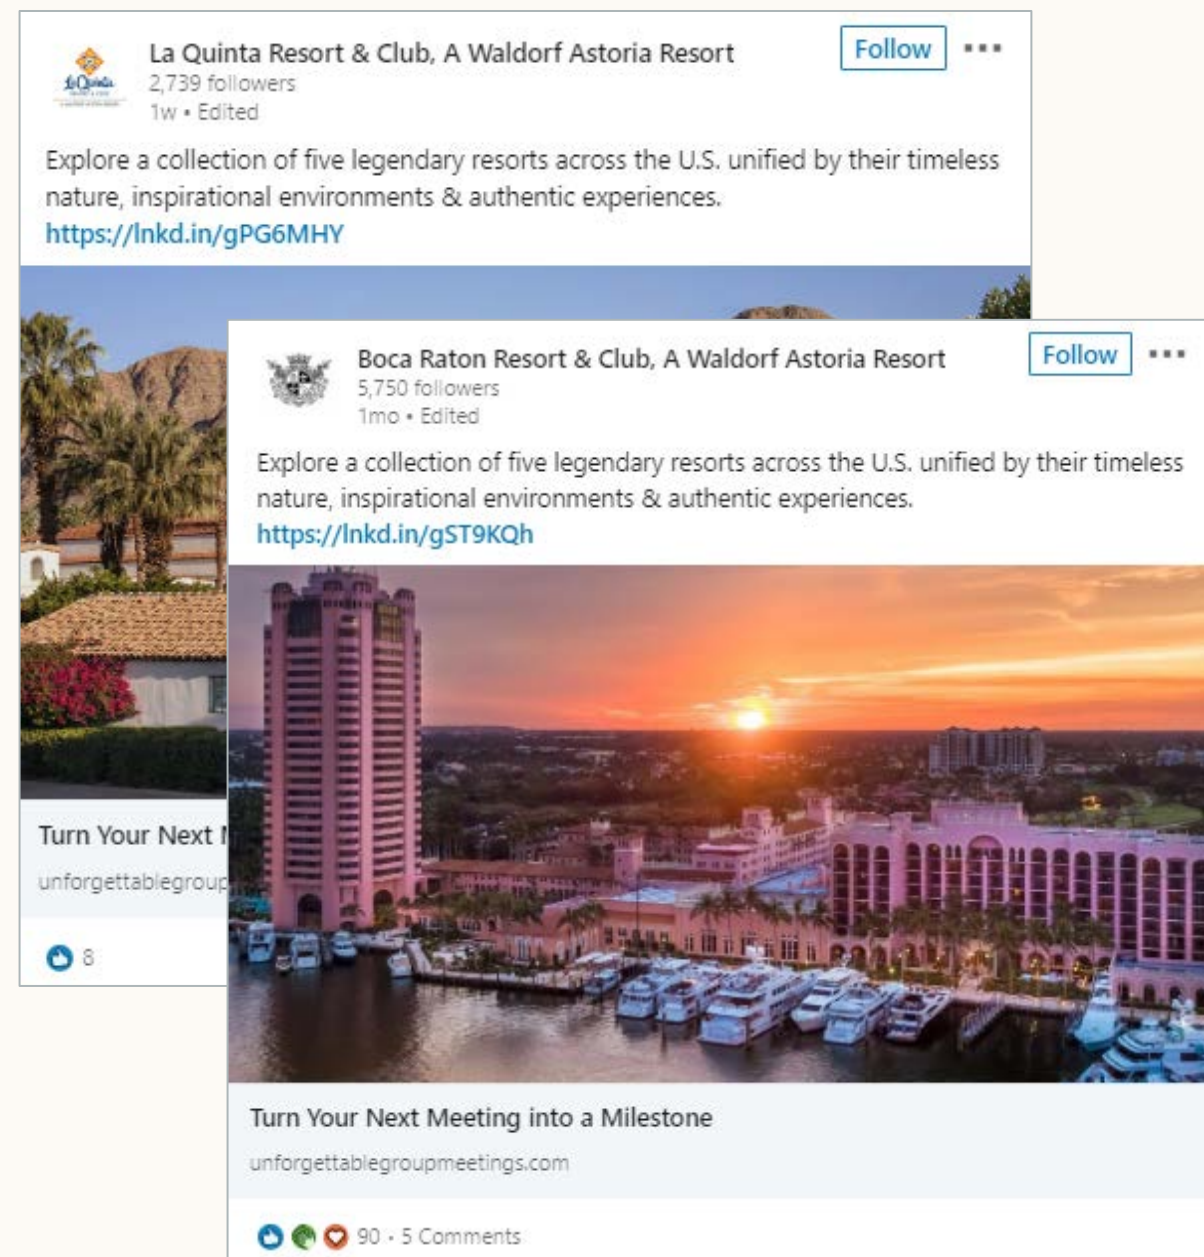 La Quinta Resort & Club, A Waldorf Astoria Resort
2,739 followers
1w • Edited
Follow
Explore a collection of five legendary resorts across the U.S. unified by their timeless
nature, inspirational environments & authentic experiences.
https://lnkd.in/gPG6MHY
La Quinta
Turn Your Next
unforgettablegroup
8
Boca Raton Resort & Club, A Waldorf Astoria Resort
5,750 followers
1mo • Edited
Follow
Explore a collection of five legendary resorts across the U.S. unified by their timeless
nature, inspirational environments & authentic experiences.
https://lnkd.in/gST9KQh
Turn Your Next Meeting into a Milestone
unforgettablegroupmeetings.com
90 • 5 Comments